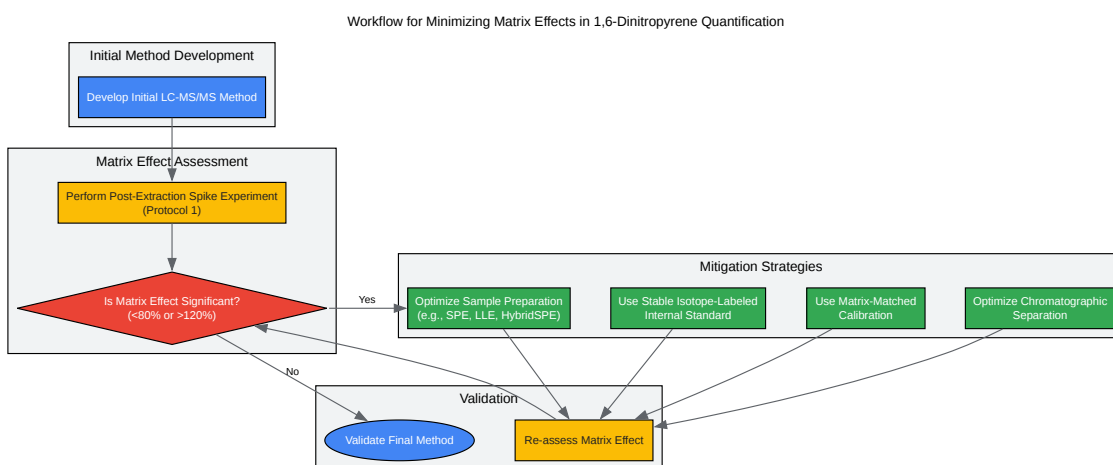 Workflow for Minimizing Matrix Effects in 1,6-Dinitropyrene Quantification
Initial Method Development
Develop Initial LC-MS/MS Method
Matrix Effect Assessment
Perform Post-Extraction Spike Experiment
(Protocol 1)
Is Matrix Effect Significant?
(<80% or >120%)
Yes
No
Mitigation Strategies
Optimize Sample Preparation
(e.g., SPE, LLE, HybridSPE)
Use Stable Isotope-Labeled
Internal Standard
Use Matrix-Matched
Calibration
Optimize Chromatographic
Separation
Validation
Validate Final Method
Re-assess Matrix Effect